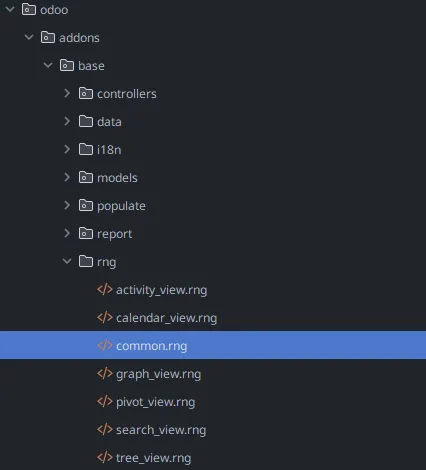 odoo
addons
base
controllers
data
i18n
models
populate
report
rng
activity_view.rng
calendar_view.rng
common.rng
graph_view.rng
pivot_view.rng
search_view.rng
tree_view.rng